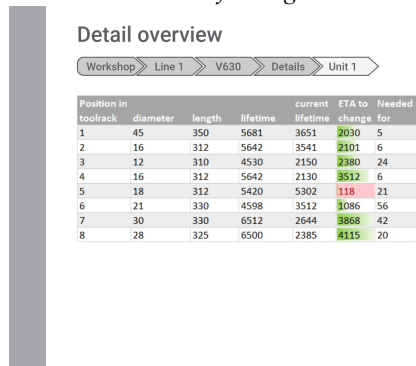 Detail overview
Workshop Line 1 V630 Details Unit 1
Position in current ETA to Needed
toolrack diameter length lifetime lifetime change for
1 45 350 5681 3651 2030 5
2 16 312 5642 3541 2101 6
3 12 310 4530 2150 2380 24
4 16 312 5642 2130 3512 6
5 18 312 5420 5302 118 21
6 21 330 4598 3512 1086 56
7 30 330 6512 2644 3868 42
8 28 325 6500 2385 4115 20